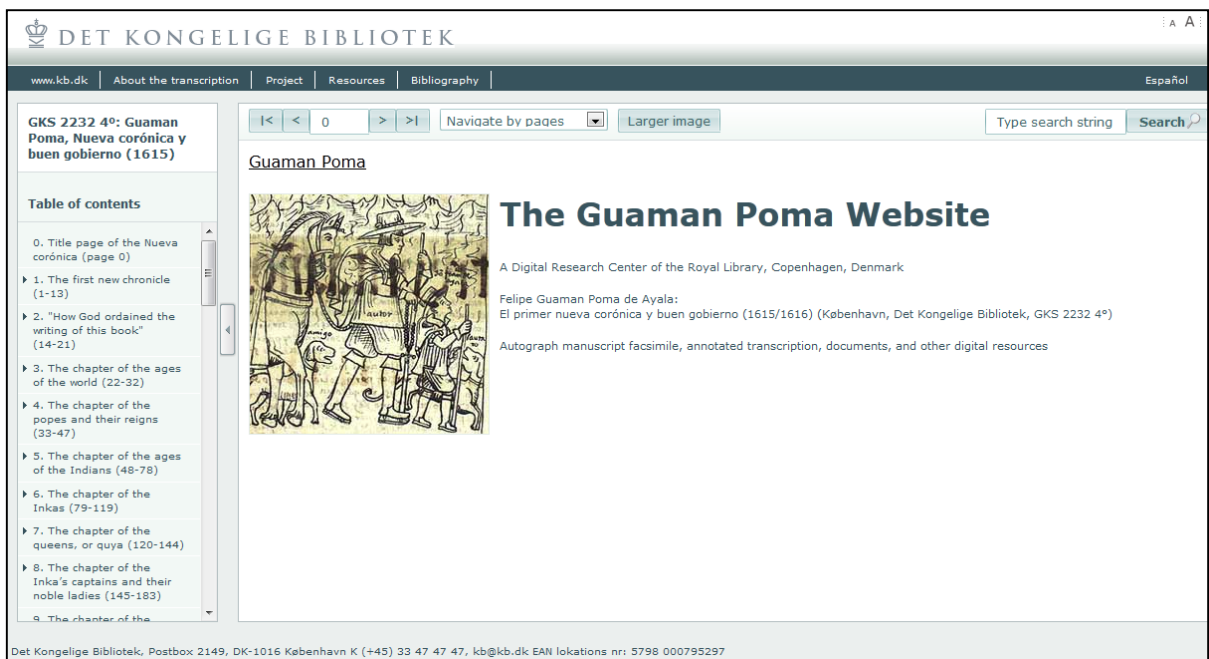 DET KONGELIGE BIBLIOTEK
A A
www.kb.dk About the transcription Project Resources Bibliography Español
GKS 2232 4º: Guaman
Poma, Nueva corónica y
buen gobierno (1615)
Table of contents
0. Title page of the Nueva
corónica (page 0)
1. The first new chronicle
(1-13)
2. "How God ordained the
writing of this book"
(14-21)
3. The chapter of the ages
of the world (22-32)
4. The chapter of the
popes and their reigns
(33-47)
5. The chapter of the ages
of the Indians (48-78)
6. The chapter of the
Inkas (79-119)
7. The chapter of the
queens, or quya (120-144)
8. The chapter of the
Inka's captains and their
noble ladies (145-183)
9. The chapter of the
|< < 0 > >| Navigate by pages Larger image Type search string Search
Guaman Poma
autor
amigo
The Guaman Poma Website
A Digital Research Center of the Royal Library, Copenhagen, Denmark
Felipe Guaman Poma de Ayala:
El primer nueva corónica y buen gobierno (1615/1616) (København, Det Kongelige Bibliotek, GKS 2232 4º)
Autograph manuscript facsimile, annotated transcription, documents, and other digital resources
Det Kongelige Bibliotek, Postbox 2149, DK-1016 København K (+45) 33 47 47 47, kb@kb.dk EAN lokations nr: 5798 000795297